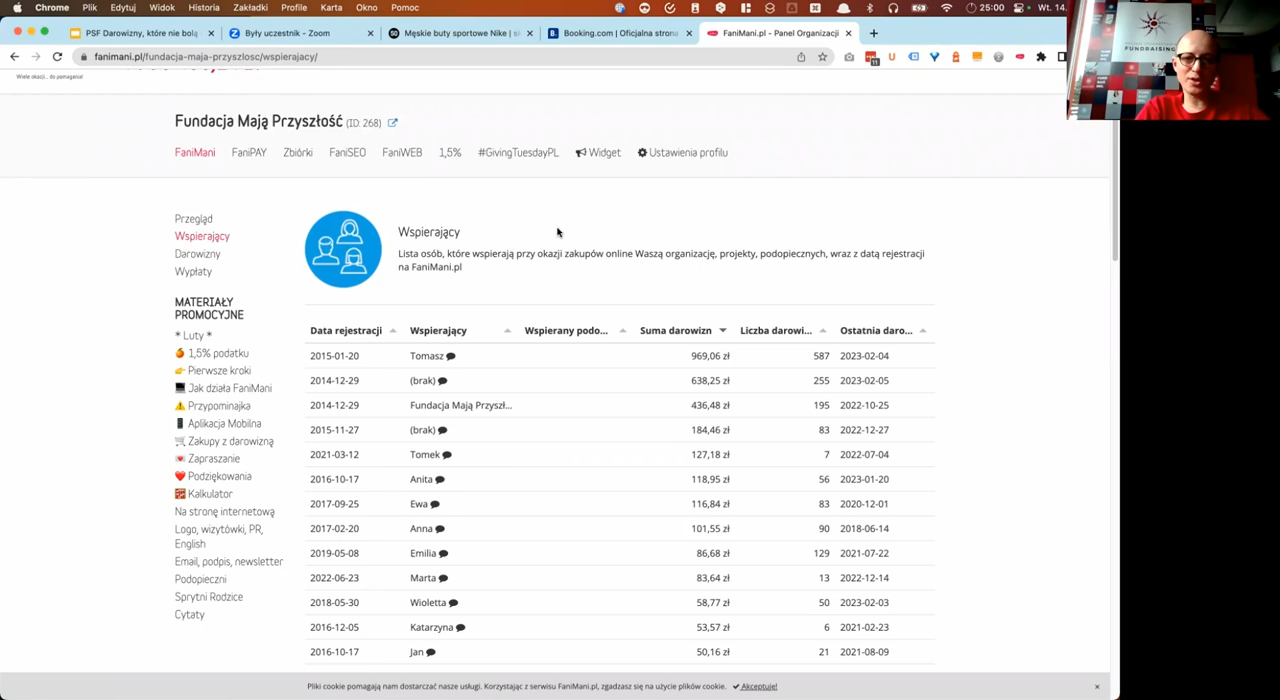 Chrome Plik Edytuj Widok Historia Zakładki Profile Karta Okno Pomoc 25:00 Wt. 14.
PSF Darowizny, które nie bolą Były uczestnik - Zoom Męskie buty sportowe Nike | Booking.com | Oficjalna strona FaniMani.pl - Panel Organizacji
fanimani.pl/fundacja-maja-przyszlosc/wspierajacy/ 11
FUNDRAISING
Wiele okazji... do pomagania!
Fundacja Mają Przyszłość (ID: 268)
FaniMani FaniPAY Zbiórki FaniSEO FaniWEB 1,5% #GivingTuesdayPL Widget Ustawienia profilu
Przegląd
Wspierający
Darowizny
Wypłaty
MATERIAŁY
PROMOCYJNE
* Luty *
1,5% podatku
Pierwsze kroki
Jak działa FaniMani
Przypominajka
Aplikacja Mobilna
Zakupy z darowizną
Zapraszanie
Podziękowania
Kalkulator
Na stronę internetową
Logo, wizytówki, PR,
English
Email, podpis, newsletter
Podopieczni
Sprytni Rodzice
Cytaty
Wspierający
Lista osób, które wspierają przy okazji zakupów online Waszą organizację, projekty, podopiecznych, wraz z datą rejestracji
na FaniMani.pl
Data rejestracji Wspierający Wspierany podo... Suma darowizn Liczba darowi... Ostatnia daro...
2015-01-20 Tomasz 969,06 zł 587 2023-02-04
2014-12-29 (brak) 638,25 zł 255 2023-02-05
2014-12-29 Fundacja Mają Przyszł... 436,48 zł 195 2022-10-25
2015-11-27 (brak) 184,46 zł 83 2022-12-27
2021-03-12 Tomek 127,18 zł 7 2022-07-04
2016-10-17 Anita 118,95 zł 56 2023-01-20
2017-09-25 Ewa 116,84 zł 83 2020-12-01
2017-02-20 Anna 101,55 zł 90 2018-06-14
2019-05-08 Emilia 86,68 zł 129 2021-07-22
2022-06-23 Marta 83,64 zł 13 2022-12-14
2018-05-30 Wioletta 58,77 zł 50 2023-02-03
2016-12-05 Katarzyna 53,57 zł 6 2021-02-23
2016-10-17 Jan 50,16 zł 21 2021-08-09
Pliki cookie pomagają nam dostarczać nasze usługi. Korzystając z serwisu FaniMani.pl, zgadzasz się na użycie plików cookie. Akceptuję!